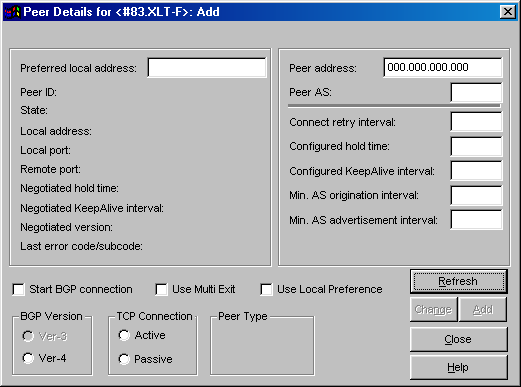 Peer Details for <#83.XLT-F>: Add
Preferred local address:
Peer ID:
State:
Local address:
Local port:
Remote port:
Negotiated hold time:
Negotiated KeepAlive interval:
Negotiated version:
Last error code/subcode:
Peer address: 000.000.000.000
Peer AS:
Connect retry interval:
Configured hold time:
Configured KeepAlive interval:
Min. AS origination interval:
Min. AS advertisement interval:
Start BGP connection
Use Multi Exit
Use Local Preference
BGP Version
Ver-3
Ver-4
TCP Connection
Active
Passive
Peer Type
Refresh
Change
Add
Close
Help